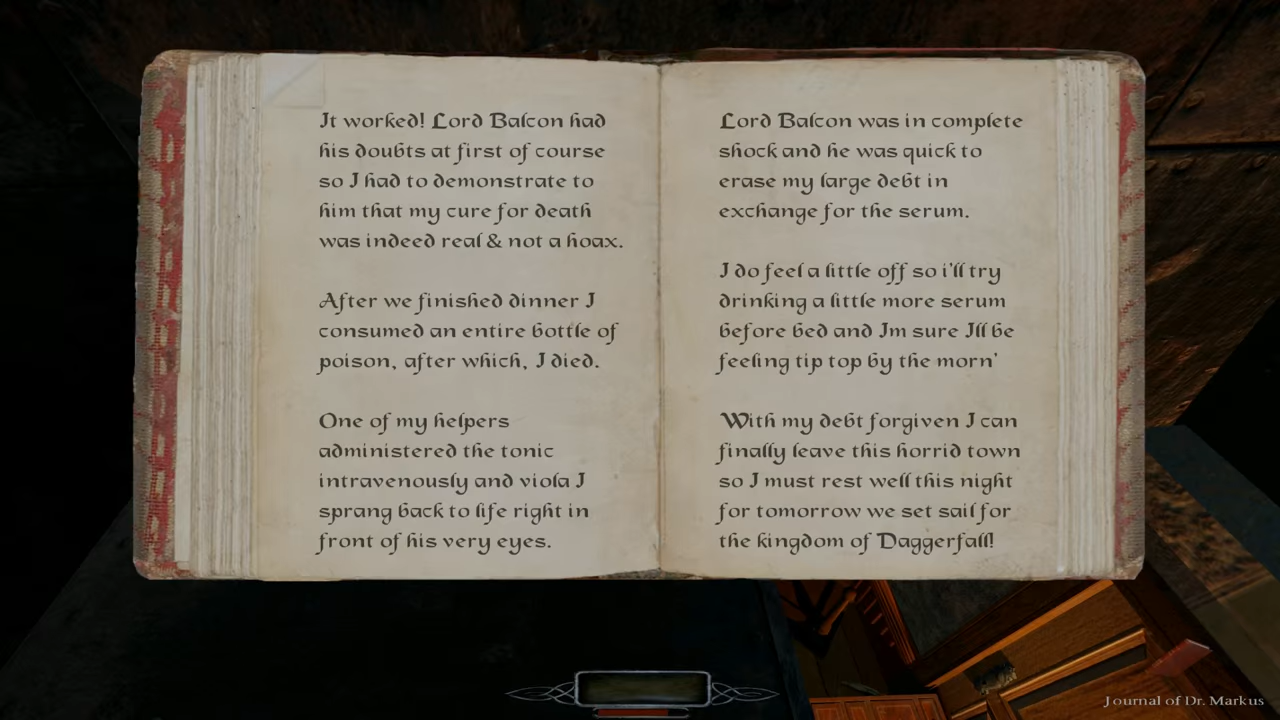 It worked! Lord Balcon had
his doubts at first of course
so I had to demonstrate to
him that my cure for death
was indeed real & not a hoax.
After we finished dinner I
consumed an entire bottle of
poison, after which, I died.
One of my helpers
administered the tonic
intravenously and viola I
sprang back to life right in
front of his very eyes.
Lord Balcon was in complete
shock and he was quick to
erase my large debt in
exchange for the serum.
I do feel a little off so i'll try
drinking a little more serum
before bed and Im sure Ill be
feeling tip top by the morn'
With my debt forgiven I can
finally leave this horrid town
so I must rest well this night
for tomorrow we set sail for
the kingdom of Daggerfall!
Journal of Dr. Markus